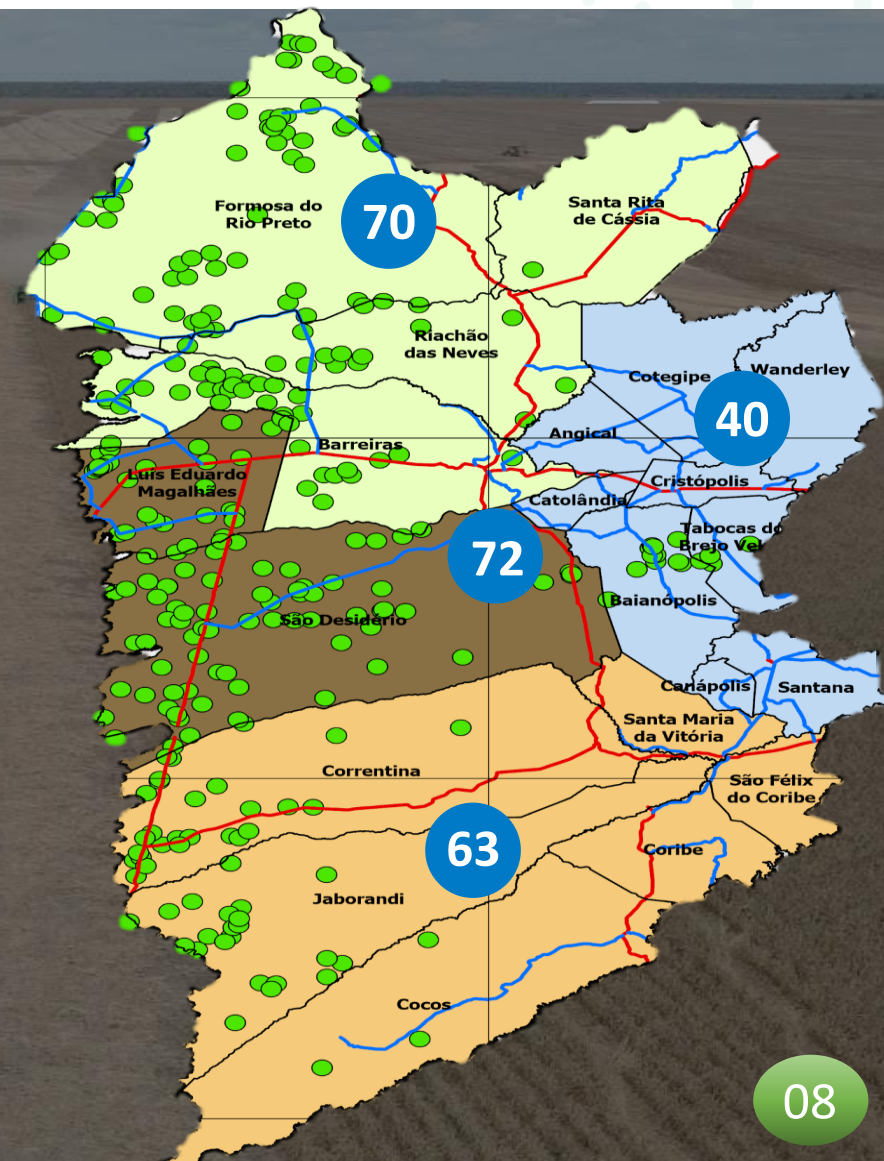 Formosa do
Rio Preto
70
Santa Rita
de Cássia
Riachão
das Neves
Cotegipe
Wanderley
40
Angical
Barreiras
Cristópolis
Luís Eduardo
Magalhães
Catolândia
Tabocas do
Brejo Vel
72
Baianópolis
São Desidério
Canápolis
Santana
Santa Maria
da Vitória
Correntina
São Félix
do Coribe
63
Coribe
Jaborandi
Cocos
08